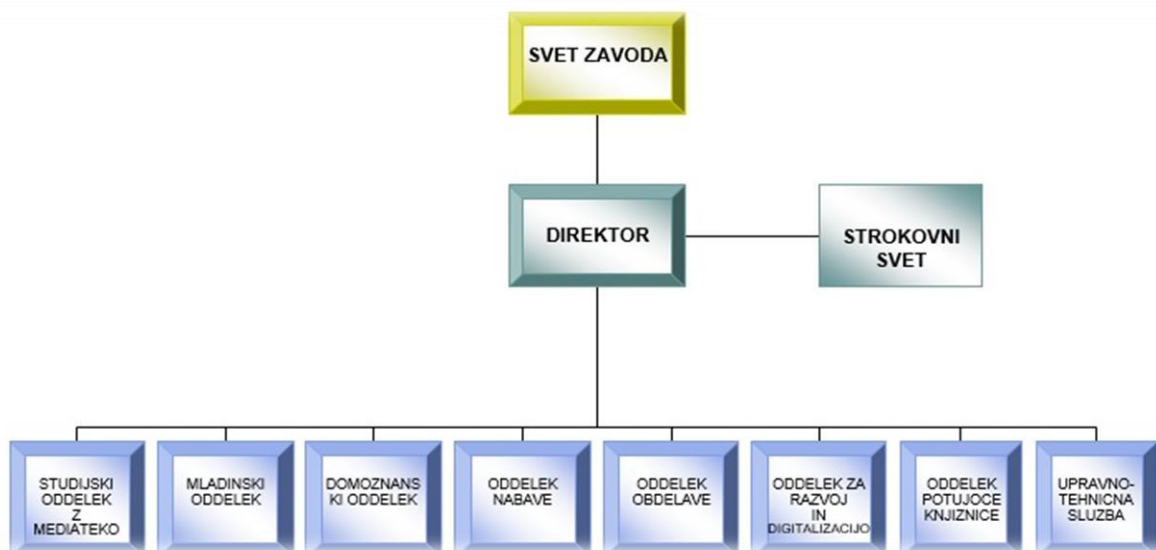 SVET ZAVODA
DIREKTOR
STROKOVNI
SVET
STUDIJSKI
ODDELEK
Z
MEDIATEKO
MLADINSKI
ODDELEK
DOMOZNANS
KI ODDELEK
ODDELEK
NABAVE
ODDELEK
OBDELAVE
ODDELEK ZA
RAZVOJ
IN
DIGITALIZACIJO
ODDELEK
POTUJOCE
KNJIZNICE
UPRAVNO-
TEHNICNA
SLUZBA